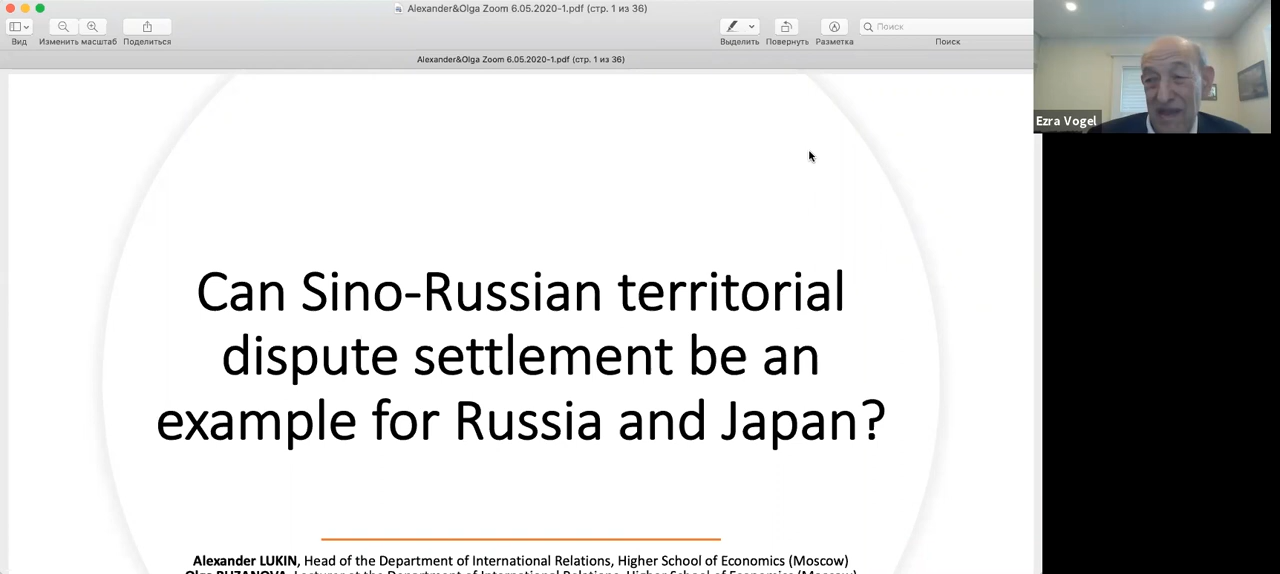 Alexander&Olga Zoom 6.05.2020-1.pdf (стр. 1 из 36)
Вид
Изменить масштаб
Поделиться
Выделить
Повернуть
Разметка
Поиск
Поиск
Alexander&Olga Zoom 6.05.2020-1.pdf (стр. 1 из 36)
Ezra Vogel
Can Sino-Russian territorial
dispute settlement be an
example for Russia and Japan?
Alexander LUKIN, Head of the Department of International Relations, Higher School of Economics (Moscow)